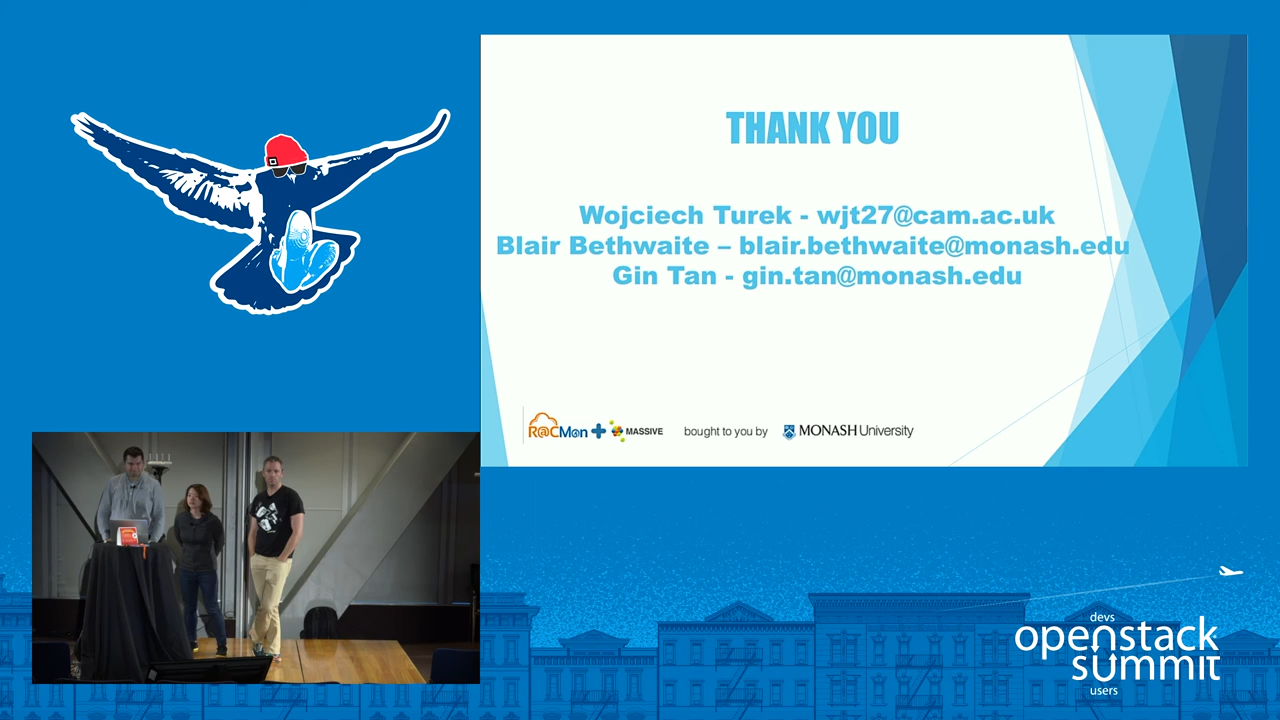 THANK YOU
Wojciech Turek - wjt27@cam.ac.uk
Blair Bethwaite – blair.bethwaite@monash.edu
Gin Tan - gin.tan@monash.edu
R@CMon + MASSIVE bought to you by MONASH University
devs
openstack
summit
users